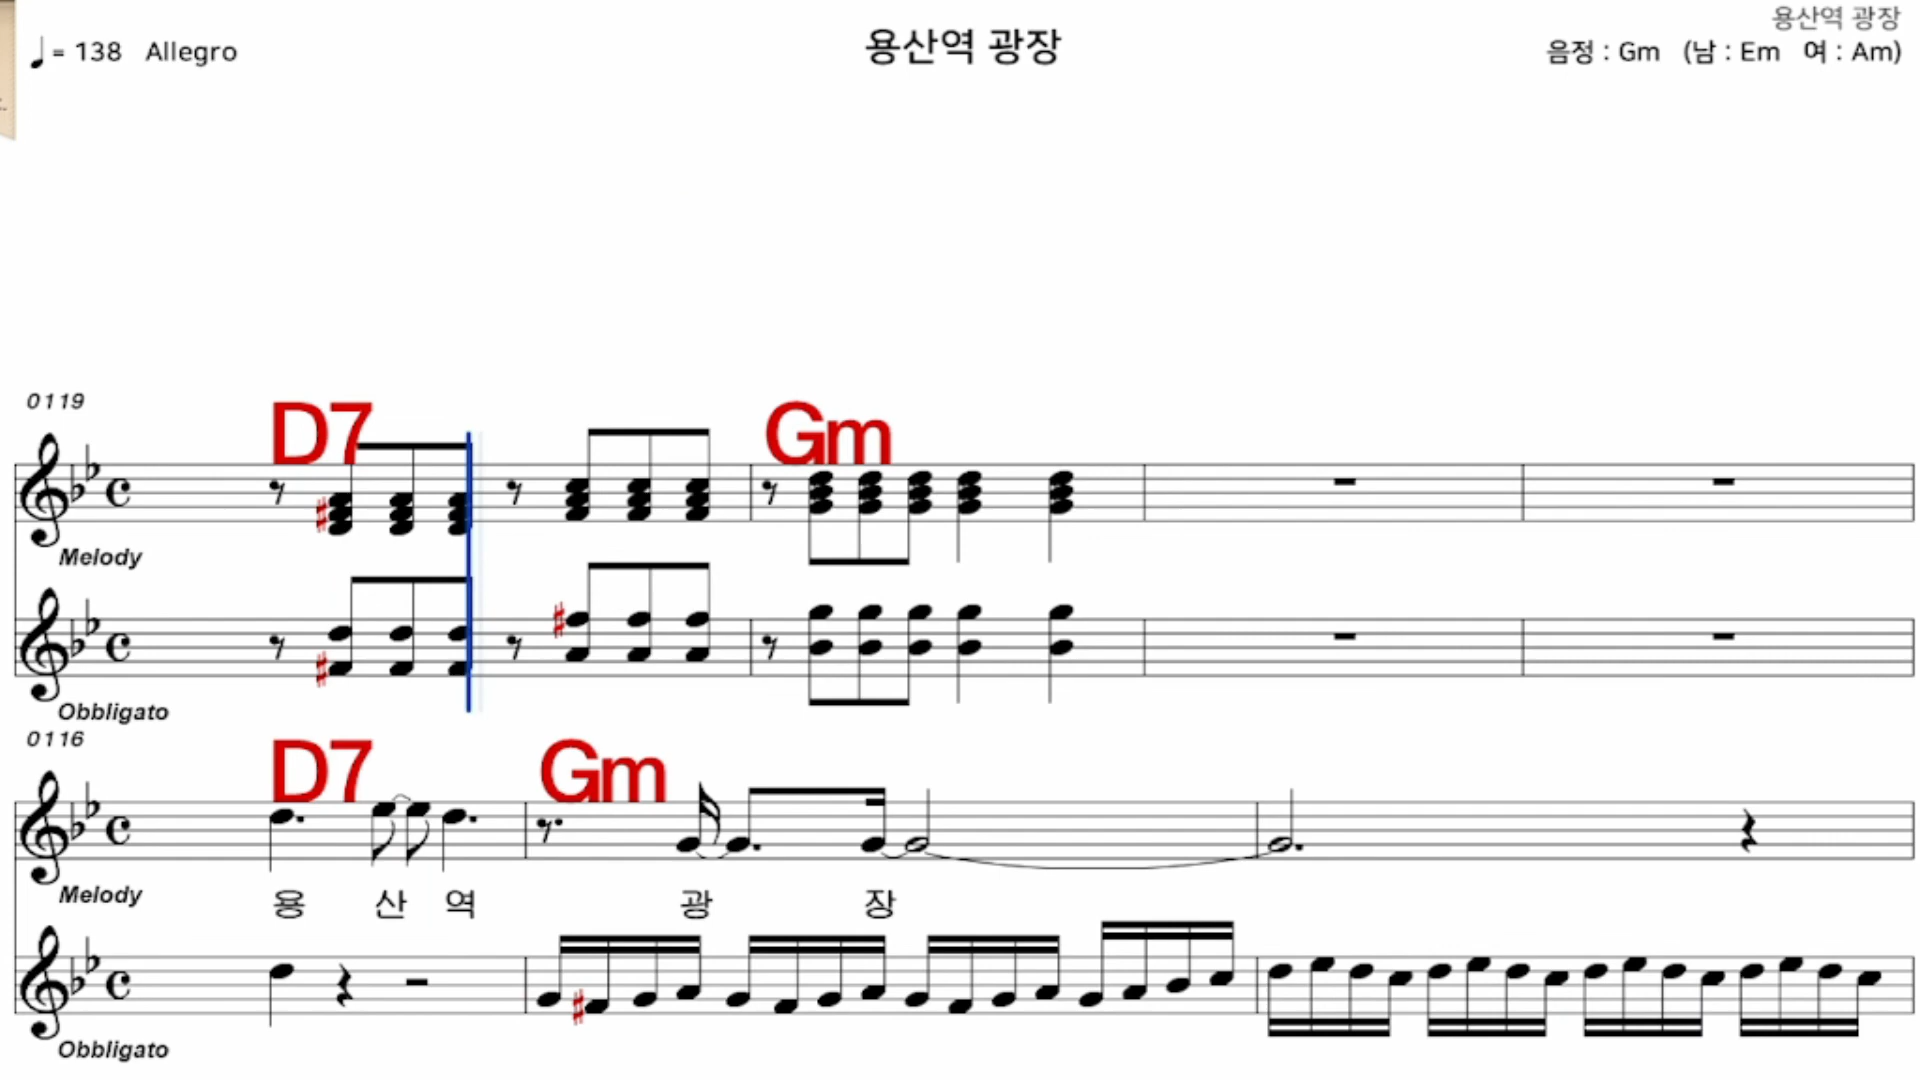 용산역 광장
♩= 138 Allegro
용산역 광장
음정 : Gm (남 : Em 여 : Am)
0119
D7 Gm
Melody
Obbligato
0116
D7 Gm
Melody
용 산 역 광 장
Obbligato